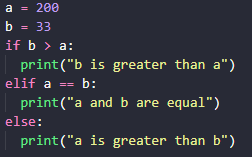 a = 200
b = 33
if b > a:
  print("b is greater than a")
elif a == b:
  print("a and b are equal")
else:
  print("a is greater than b")